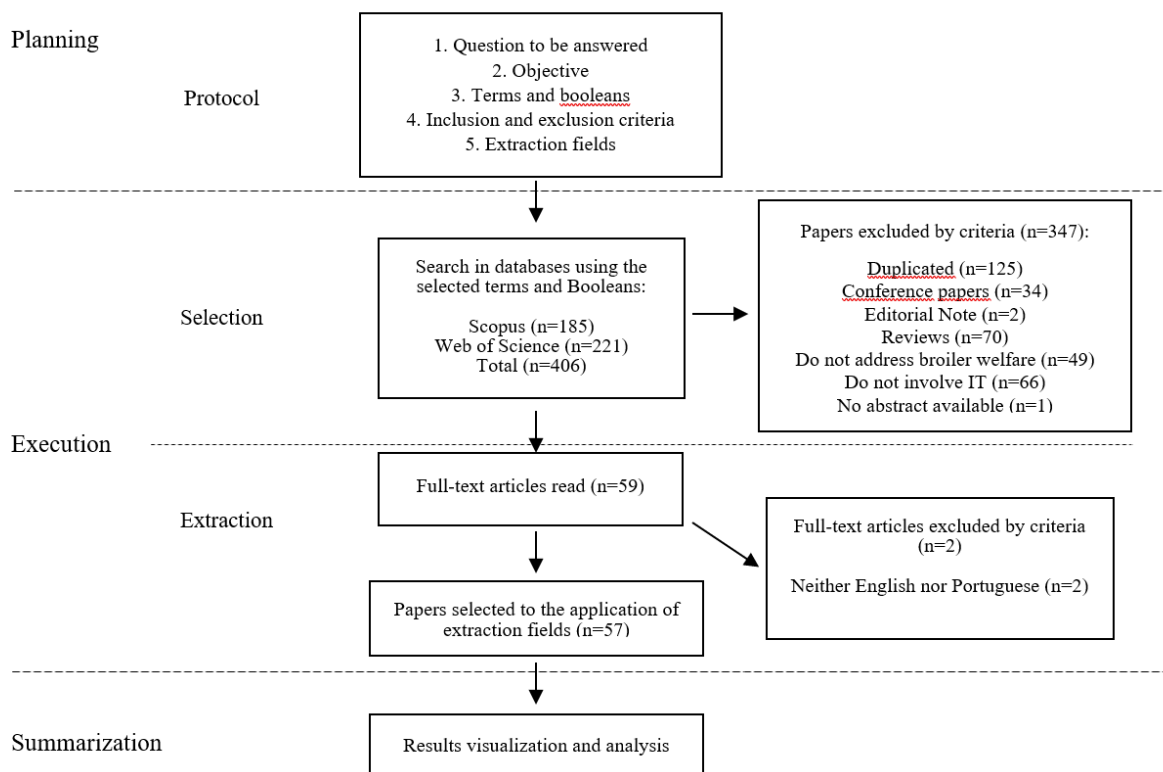 Planning
Protocol
1. Question to be answered
2. Objective
3. Terms and booleans
4. Inclusion and exclusion criteria
5. Extraction fields
Selection
Search in databases using the
selected terms and Booleans:
Scopus (n=185)
Web of Science (n=221)
Total (n=406)
Papers excluded by criteria (n=347):
Duplicated (n=125)
Conference papers (n=34)
Editorial Note (n=2)
Reviews (n=70)
Do not address broiler welfare (n=49)
Do not involve IT (n=66)
No abstract available (n=1)
Execution
Full-text articles read (n=59)
Extraction
Full-text articles excluded by criteria
(n=2)
Neither English nor Portuguese (n=2)
Papers selected to the application of
extraction fields (n=57)
Summarization
Results visualization and analysis